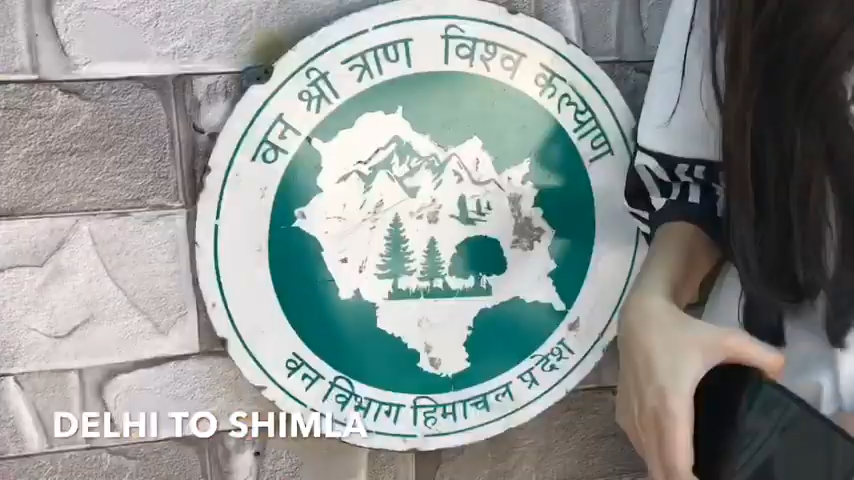 वन श्री त्राण विश्व कल्याण
वन विभाग हिमाचल प्रदेश
DELHI TO SHIMLA